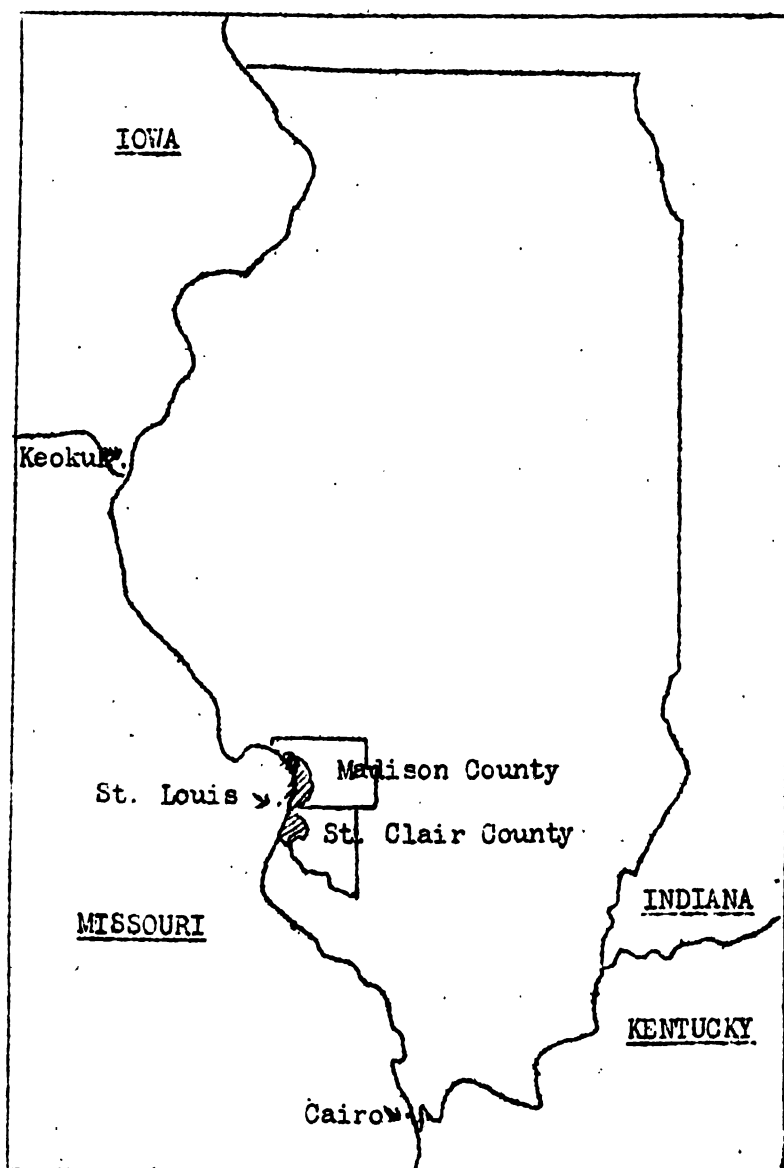 IOWA
Keokuk
Madison County
St. Louis
St. Clair County
INDIANA
MISSOURI
KENTUCKY
Cairo